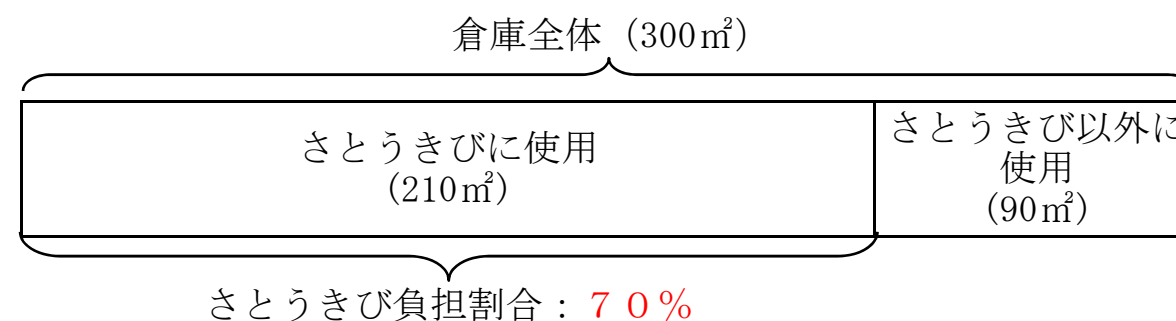 倉庫全体（300㎡）
さとうきびに使用
（210㎡）
さとうきび以外に
使用
（90㎡）
さとうきび負担割合：７０％